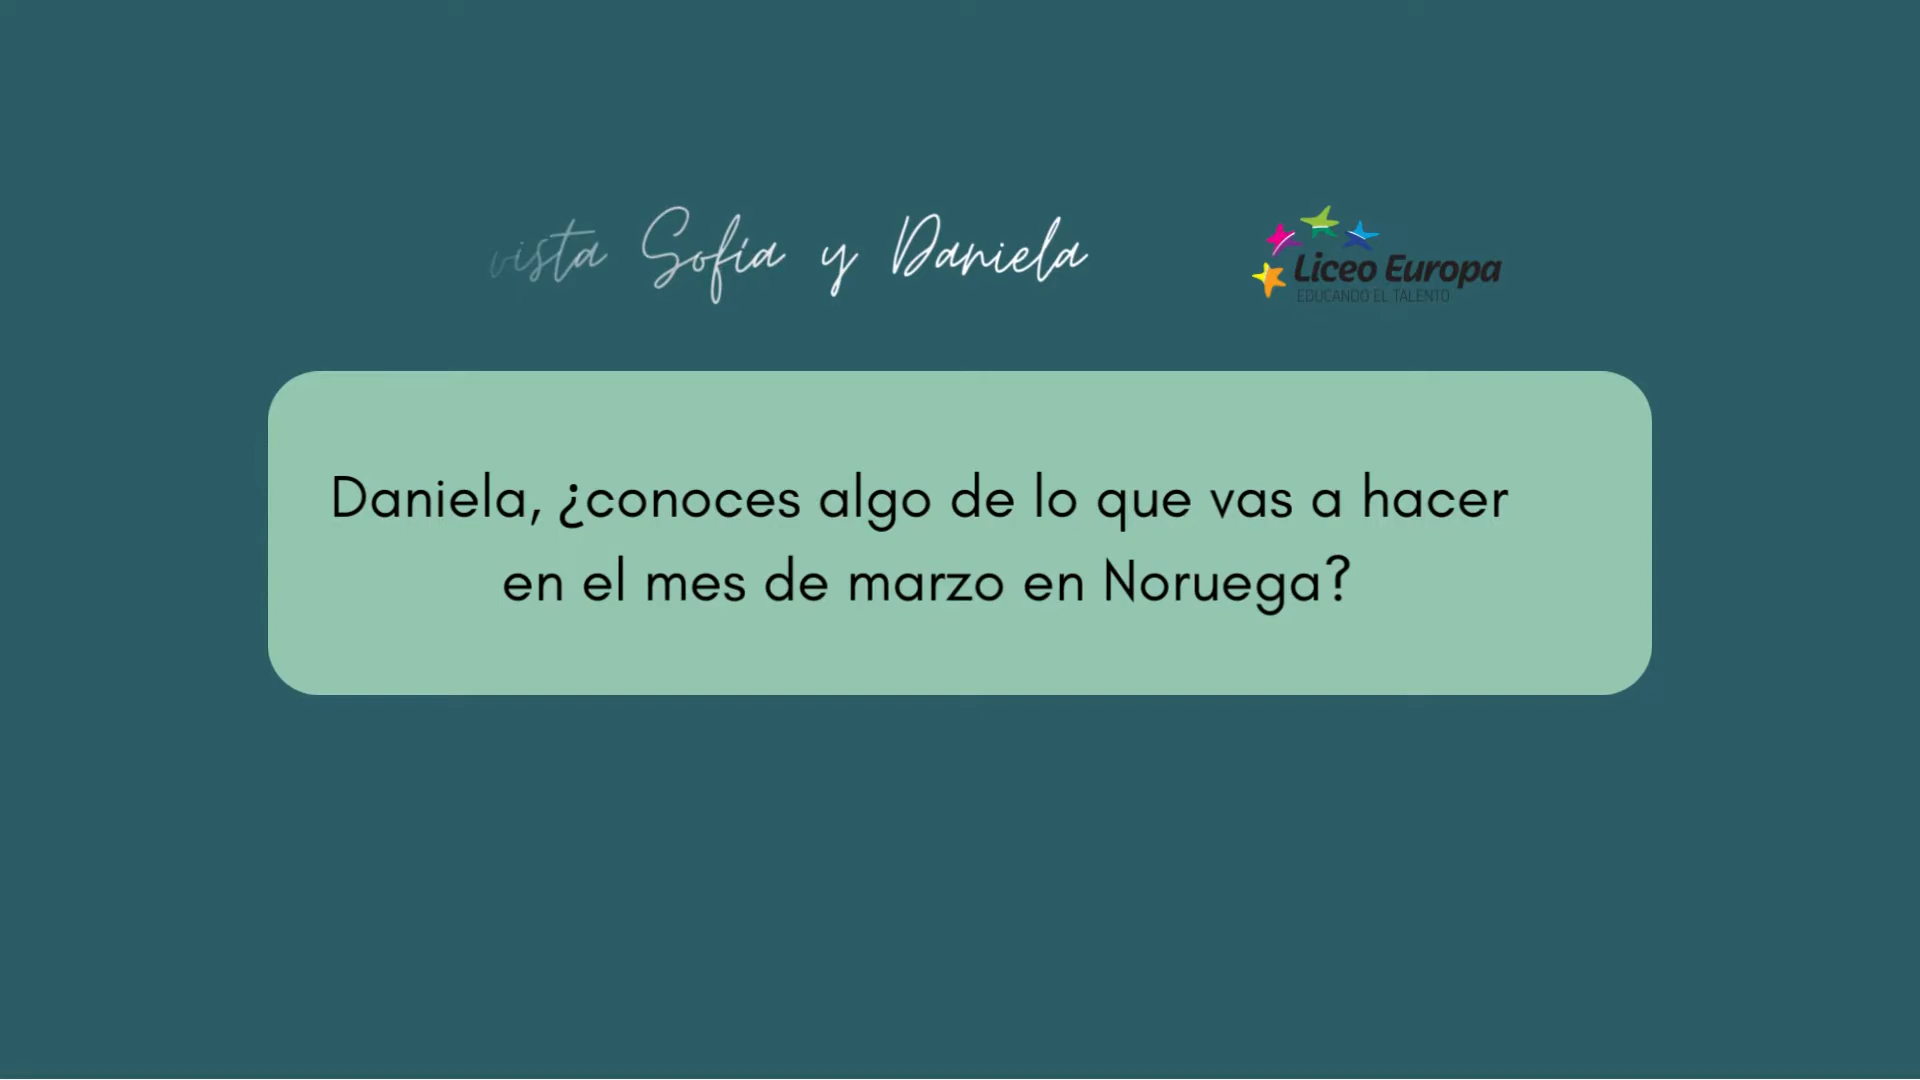 vista Sofía y Daniela
Liceo Europa
EDUCANDO EL TALENTO
Daniela, ¿conoces algo de lo que vas a hacer
en el mes de marzo en Noruega?